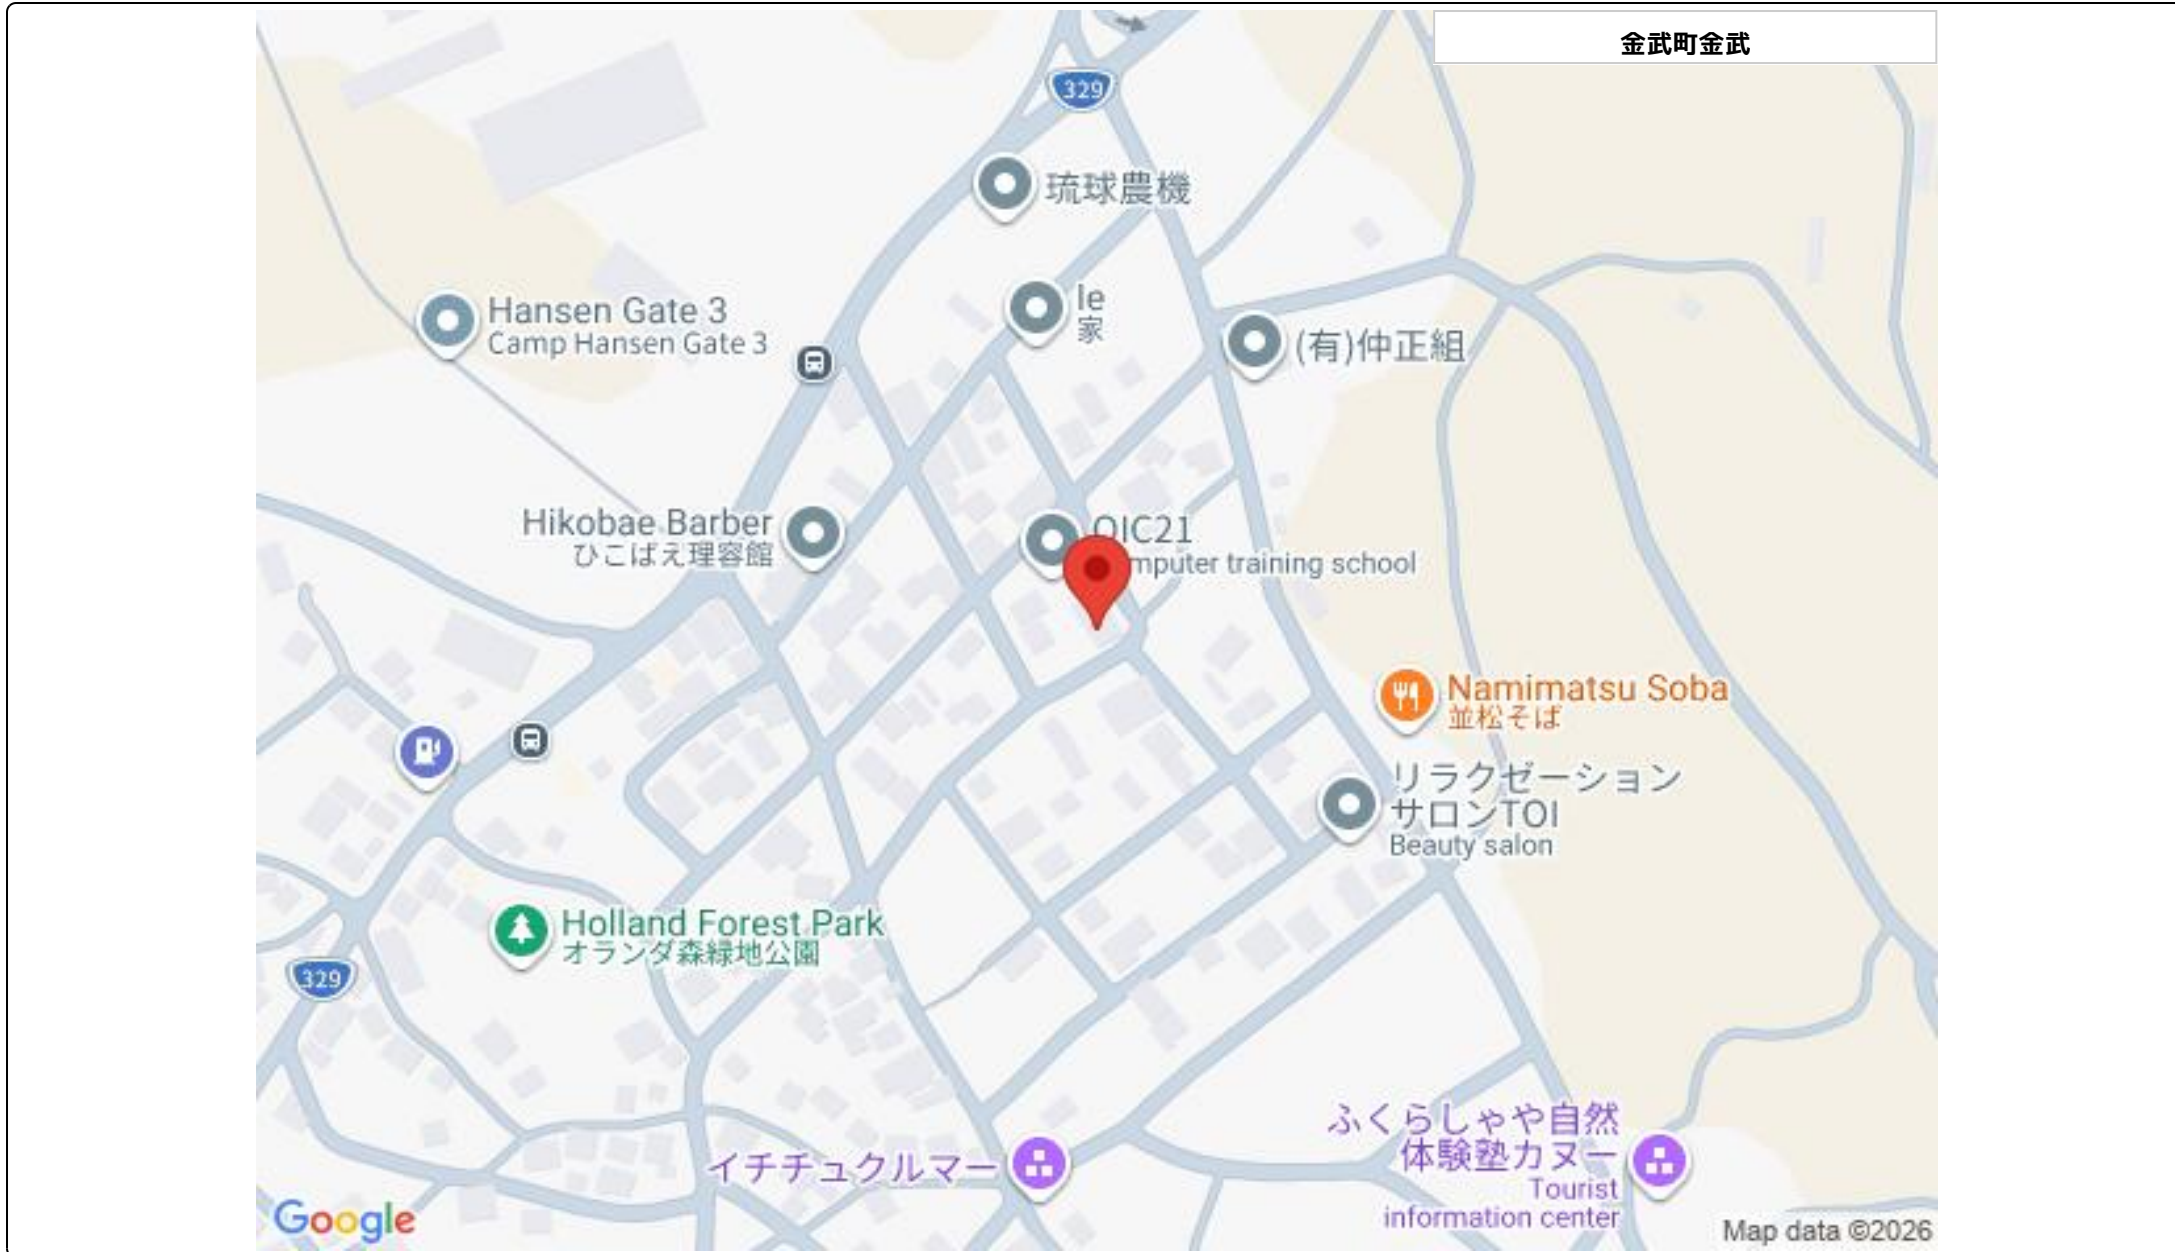 金武町金武
329
琉球農機
Ie
家
Hansen Gate 3
Camp Hansen Gate 3
(有)仲正組
Hikobae Barber
ひこばえ理容館
OIC21
mputer training school
Namimatsu Soba
並松そば
リラクゼーション
サロンTOI
Beauty salon
Holland Forest Park
オランダ森緑地公園
329
ふくらしゃや自然
体験塾カヌー
Tourist
information center
イチチュクルマー
Google
Map data ©2026